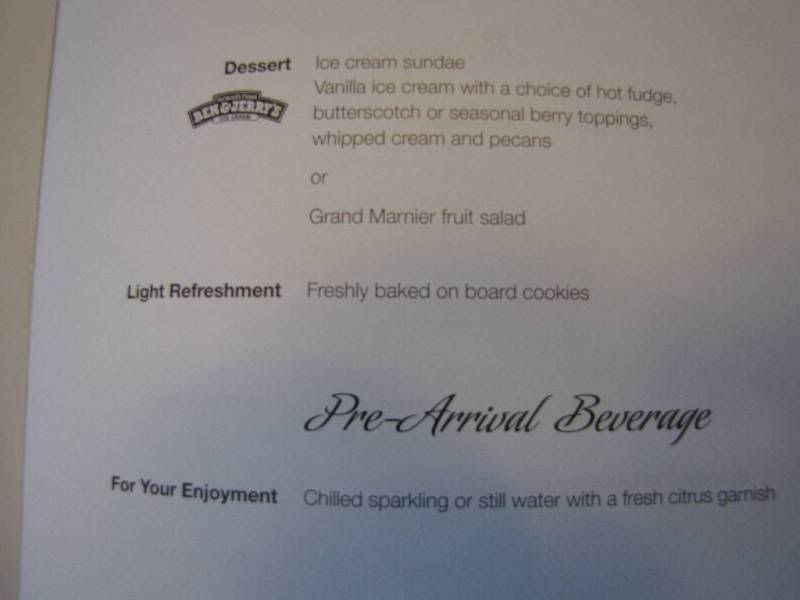 Dessert Ice cream sundae
BEN & JERRY'S
ICE CREAM
Vanilla ice cream with a choice of hot fudge,
butterscotch or seasonal berry toppings,
whipped cream and pecans
or
Grand Marnier fruit salad
Light Refreshment Freshly baked on board cookies
Pre-Arrival Beverage
For Your Enjoyment Chilled sparkling or still water with a fresh citrus garnish